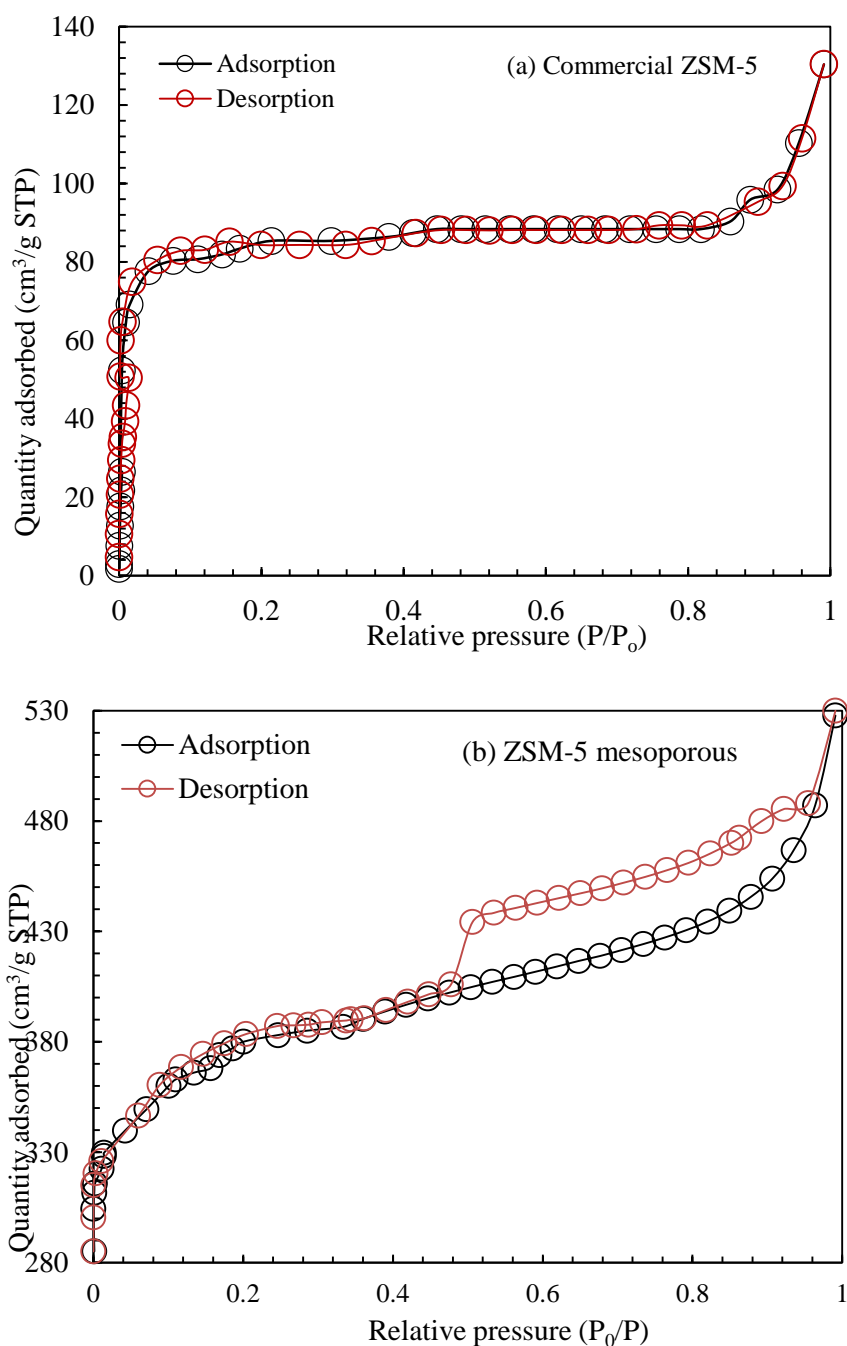 140
120
100
80
60
40
20
0
Quantity adsorbed (cm³/g STP)
Adsorption
Desorption
(a) Commercial ZSM-5
0 0.2 0.4 0.6 0.8 1
Relative pressure (P/Pₒ)
530
480
430
380
330
280
Quantity adsorbed (cm³/g STP)
Adsorption
Desorption
(b) ZSM-5 mesoporous
0 0.2 0.4 0.6 0.8 1
Relative pressure (P₀/P)